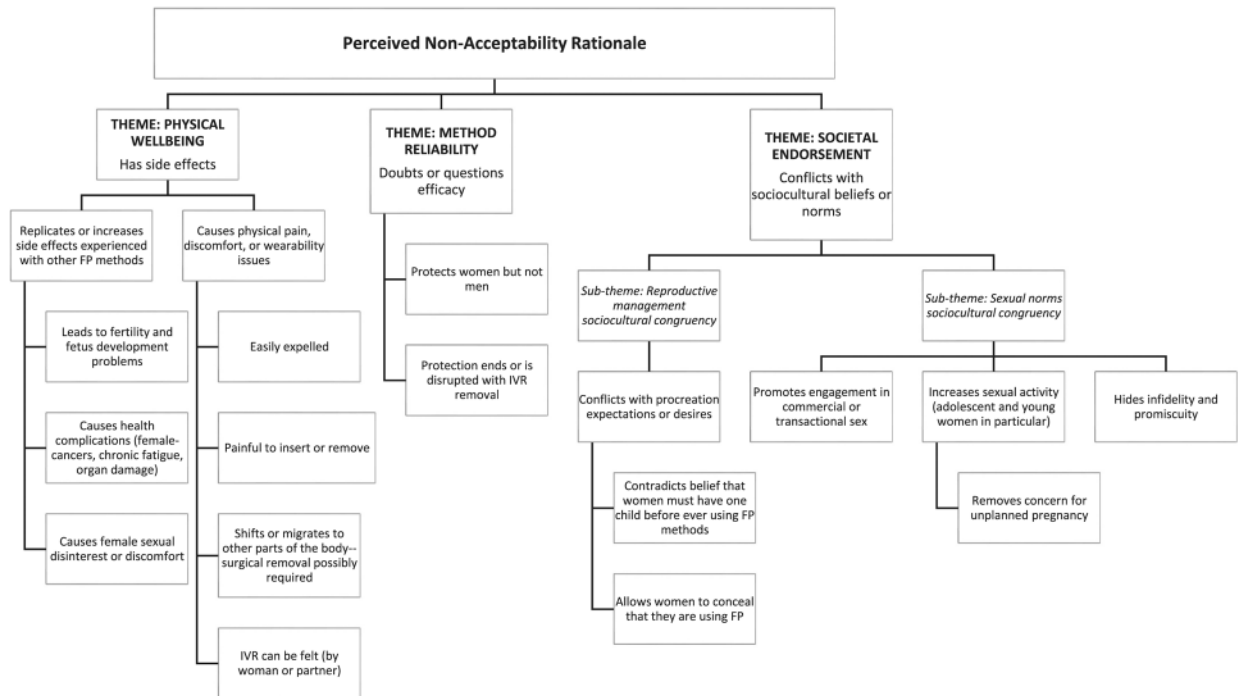 Perceived Non-Acceptability Rationale
THEME: PHYSICAL
WELLBEING
Has side effects
THEME: METHOD
RELIABILITY
Doubts or questions
efficacy
THEME: SOCIETAL
ENDORSEMENT
Conflicts with
sociocultural beliefs or
norms
Replicates or increases
side effects experienced
with other FP methods
Causes physical pain,
discomfort, or wearability
issues
Leads to fertility and
fetus development
problems
Causes health
complications (female-
cancers, chronic fatigue,
organ damage)
Causes female sexual
disinterest or discomfort
Easily expelled
Painful to insert or remove
Shifts or migrates to
other parts of the body--
surgical removal possibly
required
IVR can be felt (by
woman or partner)
Protects women but not
men
Protection ends or is
disrupted with IVR
removal
Sub-theme: Reproductive
management
sociocultural congruency
Conflicts with procreation
expectations or desires
Contradicts belief that
women must have one
child before ever using FP
methods
Allows women to conceal
that they are using FP
Sub-theme: Sexual norms
sociocultural congruency
Promotes engagement in
commercial or
transactional sex
Increases sexual activity
(adolescent and young
women in particular)
Removes concern for
unplanned pregnancy
Hides infidelity and
promiscuity